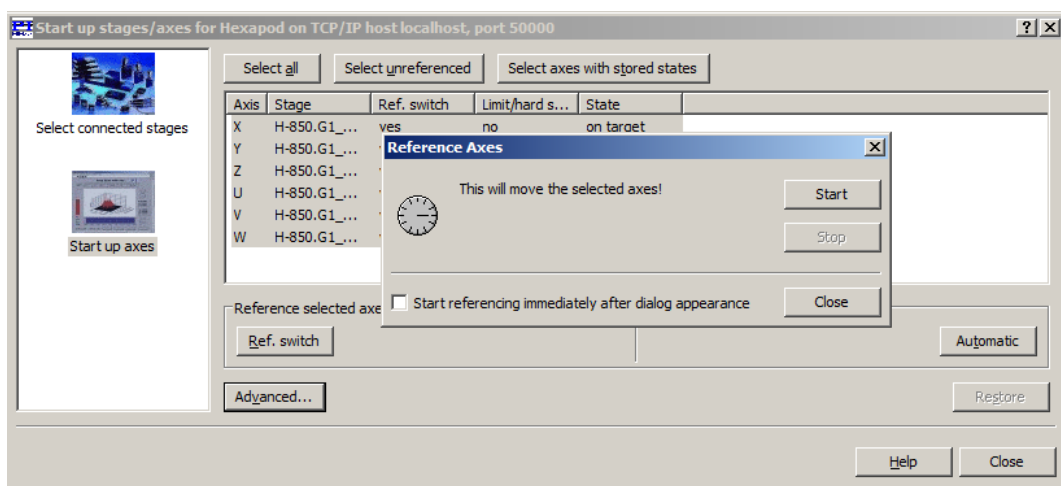 Start up stages/axes for Hexapod on TCP/IP host localhost, port 50000
Select connected stages
Start up axes
Select all Select unreferenced Select axes with stored states
Axis Stage Ref. switch Limit/hard s... State
X H-850.G1_... yes no on target
Y H-850.G1_...
Z H-850.G1_...
U H-850.G1_...
V H-850.G1_...
W H-850.G1_...
Reference Axes
This will move the selected axes!
Start
Stop
Start referencing immediately after dialog appearance
Close
Reference selected axe
Ref. switch
Automatic
Advanced...
Restore
Help
Close